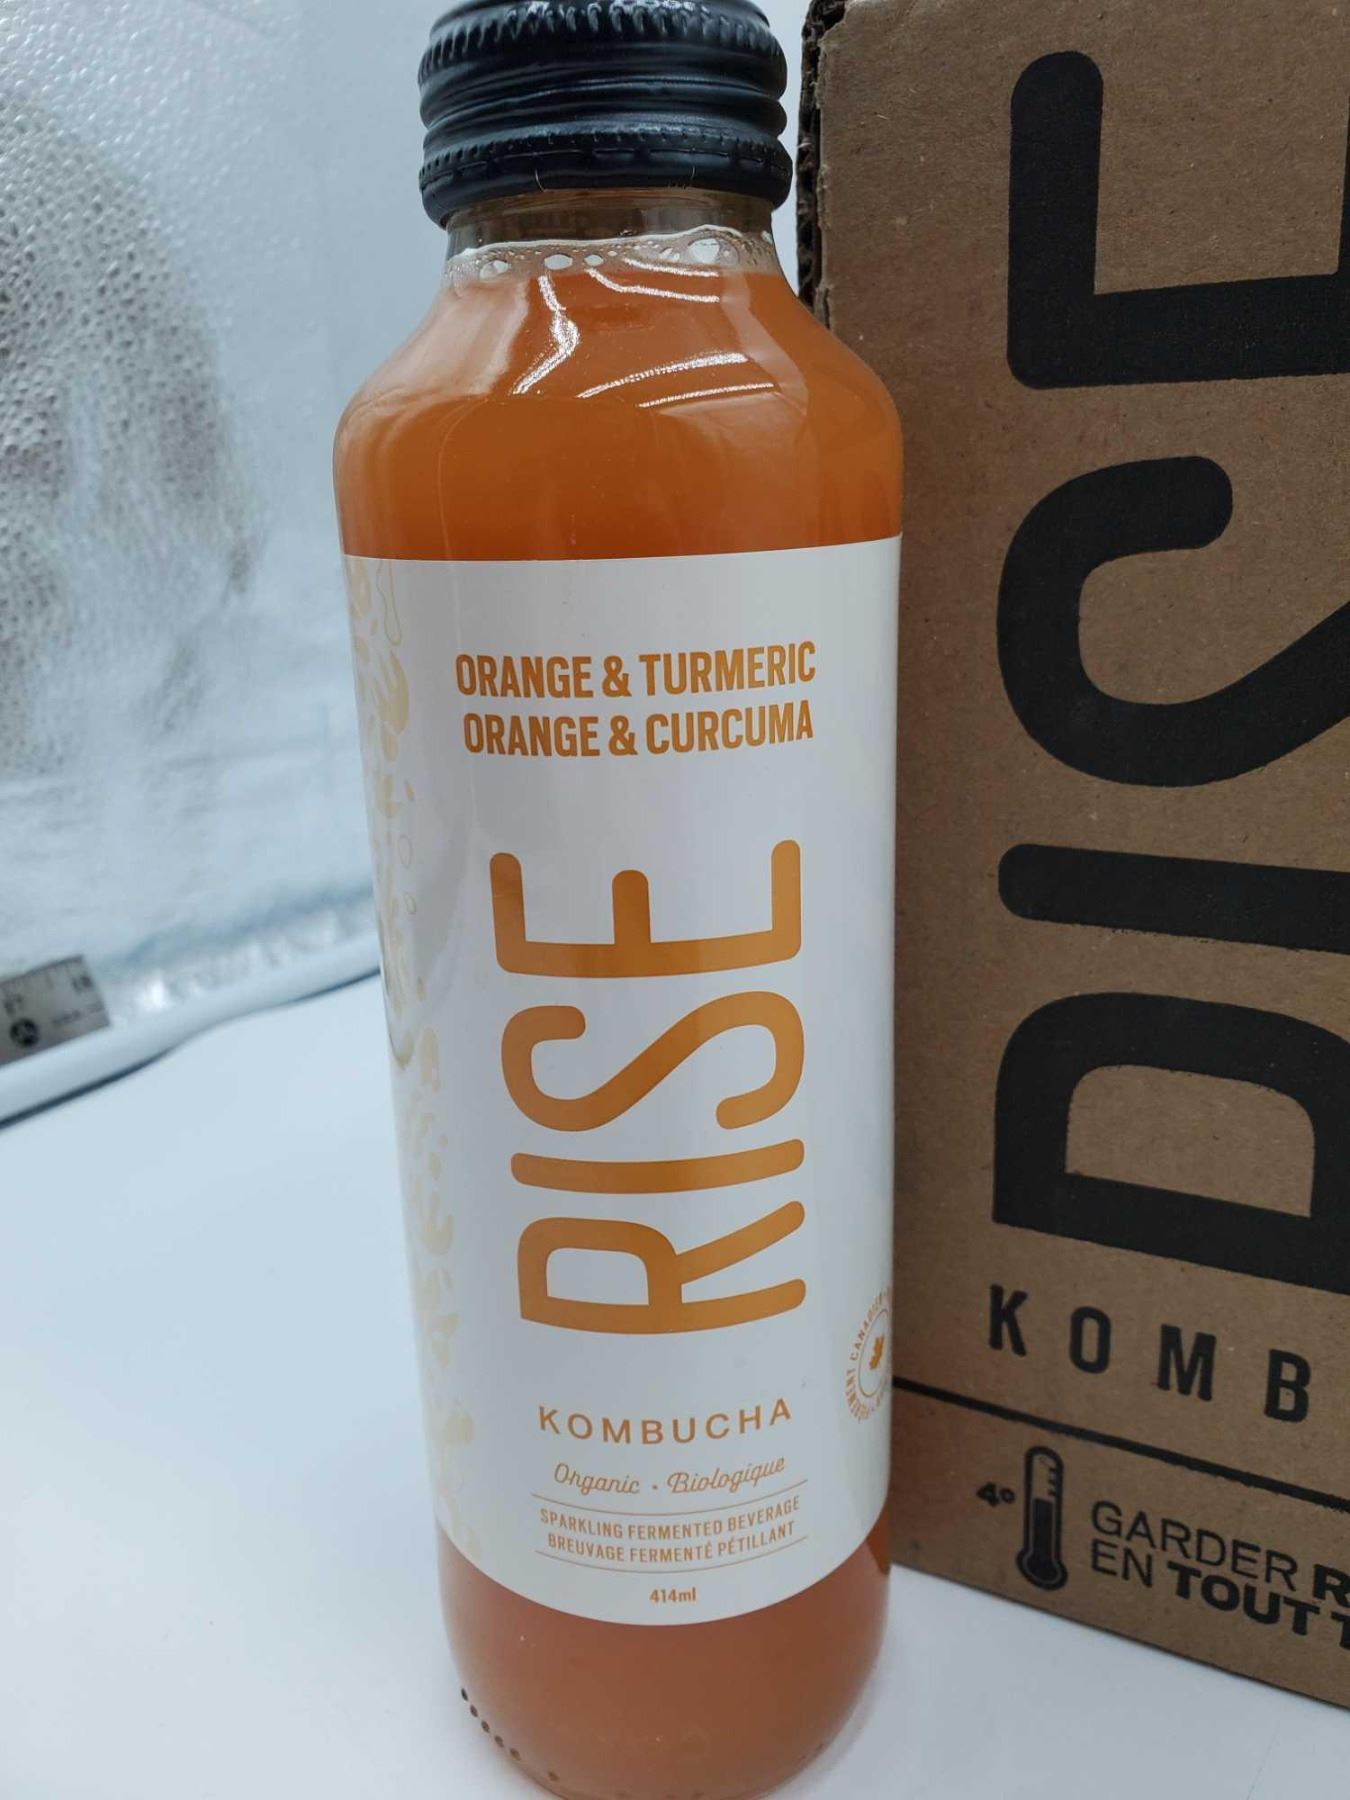 ORANGE & TURMERIC
ORANGE & CURCUMA
RISE
KOMBUCHA
Organic • Biologique
SPARKLING FERMENTED BEVERAGE
BREUVAGE FERMENTÉ PÉTILLANT
414ml
RISE
KOMB
4°
GARDER R
EN TOUT T